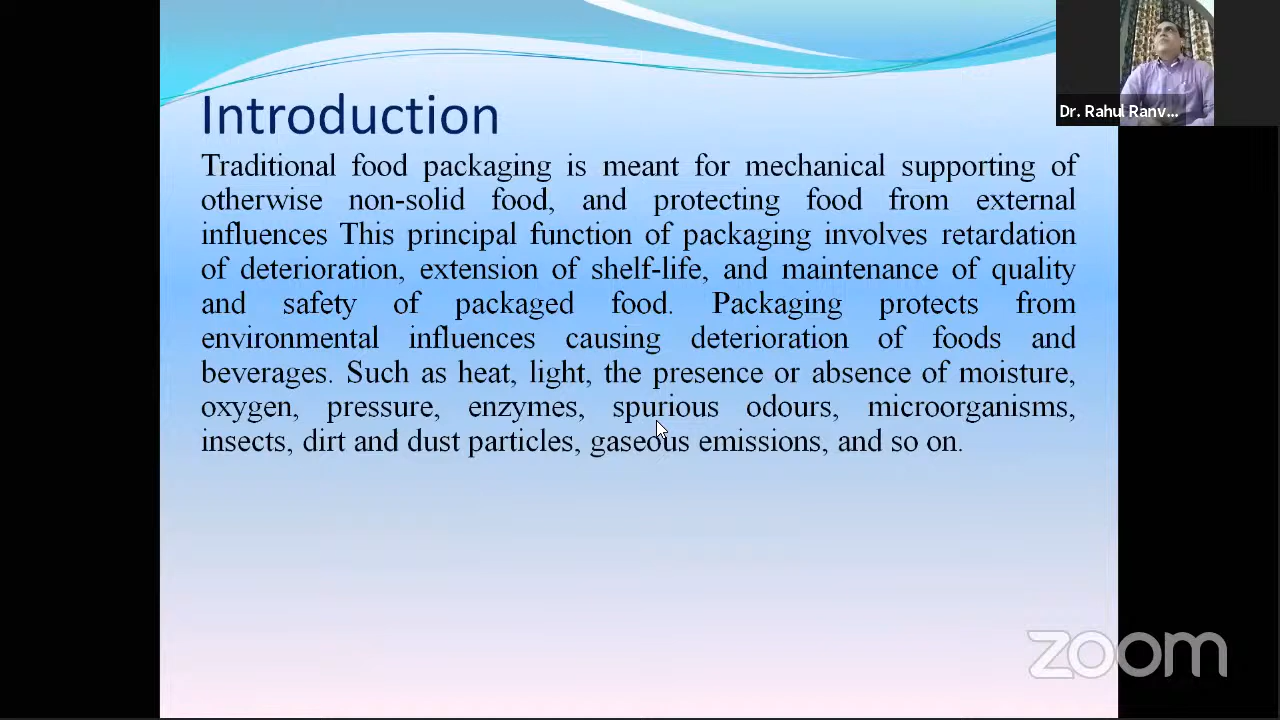 Introduction
Traditional food packaging is meant for mechanical supporting of
otherwise non-solid food, and protecting food from external
influences This principal function of packaging involves retardation
of deterioration, extension of shelf-life, and maintenance of quality
and safety of packaged food. Packaging protects from
environmental influences causing deterioration of foods and
beverages. Such as heat, light, the presence or absence of moisture,
oxygen, pressure, enzymes, spurious odours, microorganisms,
insects, dirt and dust particles, gaseous emissions, and so on.
Dr. Rahul Ranv...
zoom